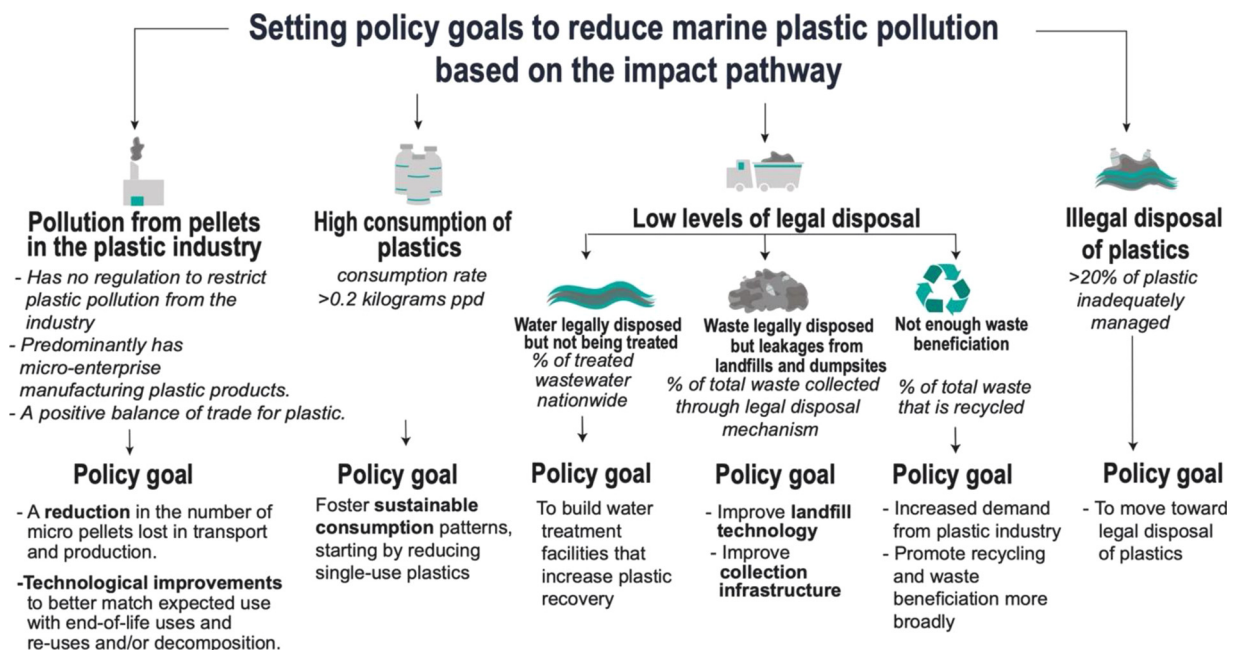 Setting policy goals to reduce marine plastic pollution
based on the impact pathway
Pollution from pellets
in the plastic industry
- Has no regulation to restrict
plastic pollution from the
industry
- Predominantly has
micro-enterprise
manufacturing plastic products.
- A positive balance of trade for plastic.
Policy goal
- A reduction in the number of
micro pellets lost in transport
and production.
-Technological improvements
to better match expected use
with end-of-life uses and
re-uses and/or decomposition.
High consumption of
plastics
consumption rate
>0.2 kilograms ppd
Policy goal
Foster sustainable
consumption patterns,
starting by reducing
single-use plastics
Low levels of legal disposal
Water legally disposed
but not being treated
% of treated
wastewater
nationwide
Policy goal
To build water
treatment
facilities that
increase plastic
recovery
Waste legally disposed
but leakages from
landfills and dumpsites
% of total waste collected
through legal disposal
mechanism
Policy goal
- Improve landfill
technology
- Improve
collection
infrastructure
Not enough waste
beneficiation
% of total waste
that is recycled
Policy goal
- Increased demand
from plastic industry
- Promote recycling
and waste
beneficiation more
broadly
Illegal disposal
of plastics
>20% of plastic
inadequately
managed
Policy goal
- To move toward
legal disposal
of plastics